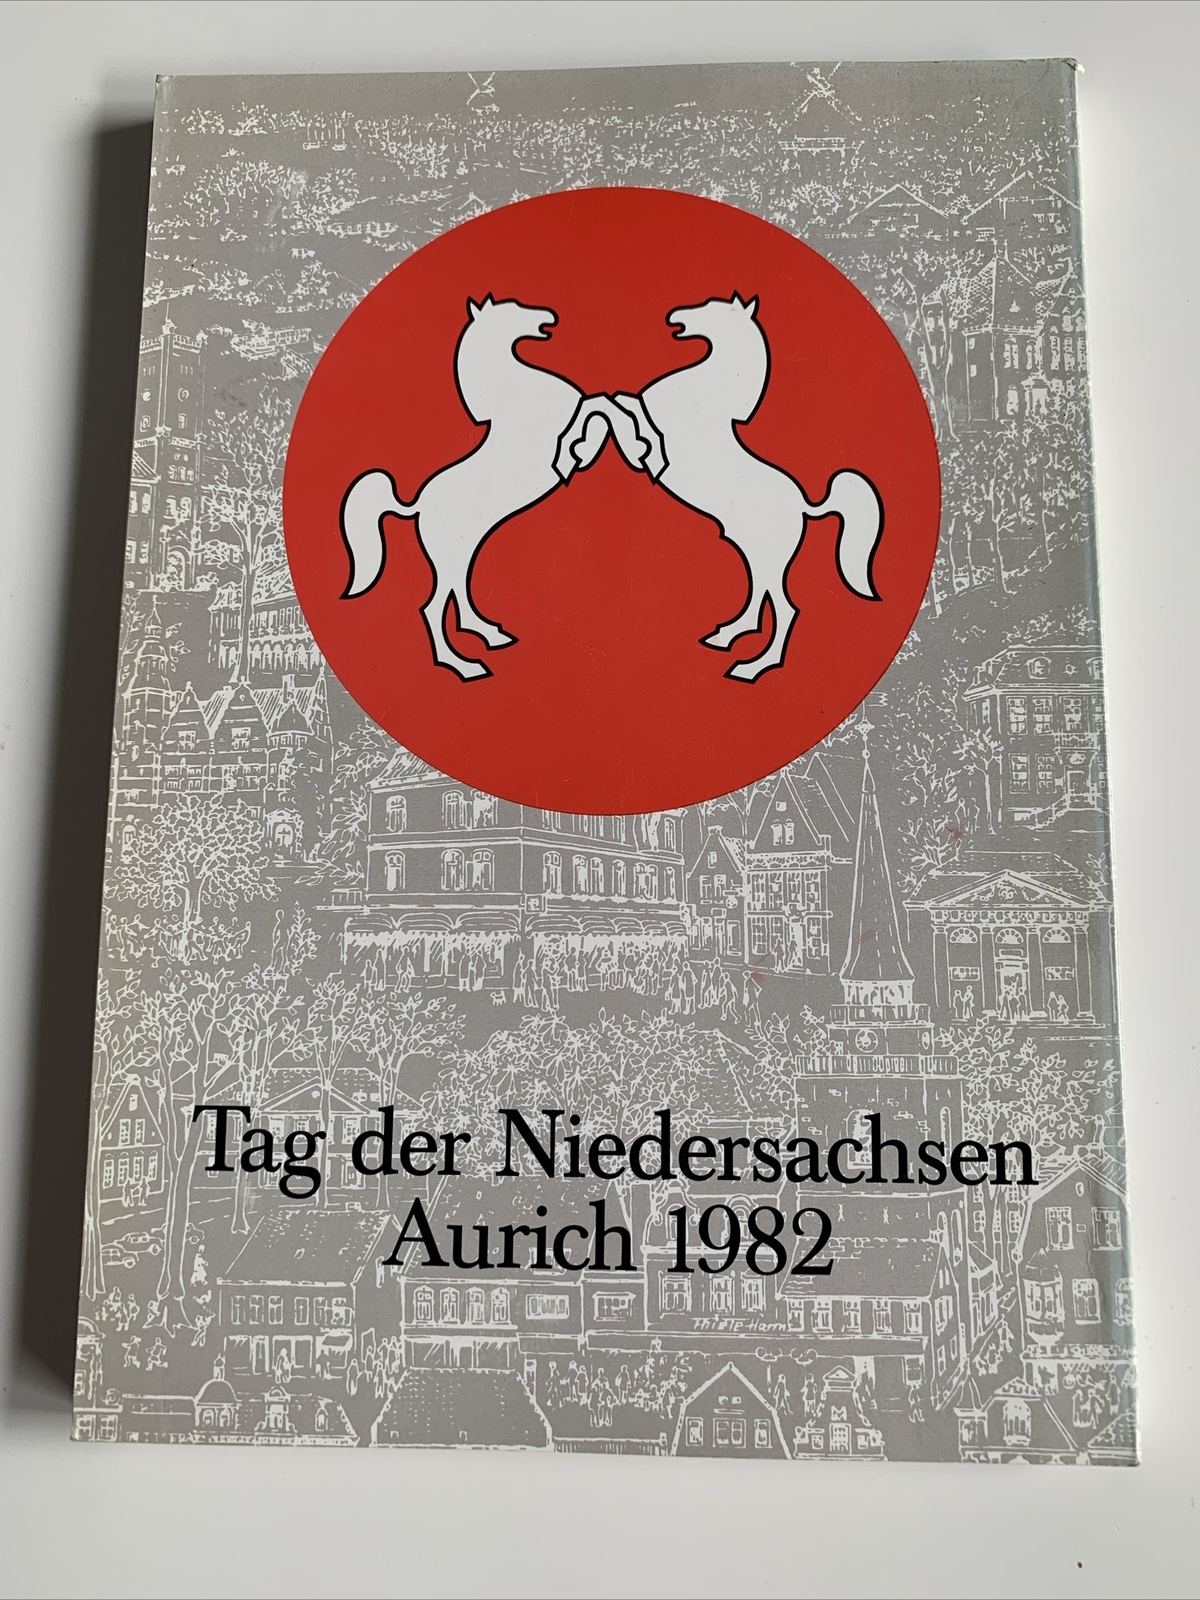 Tag der Niedersachsen
Aurich 1982